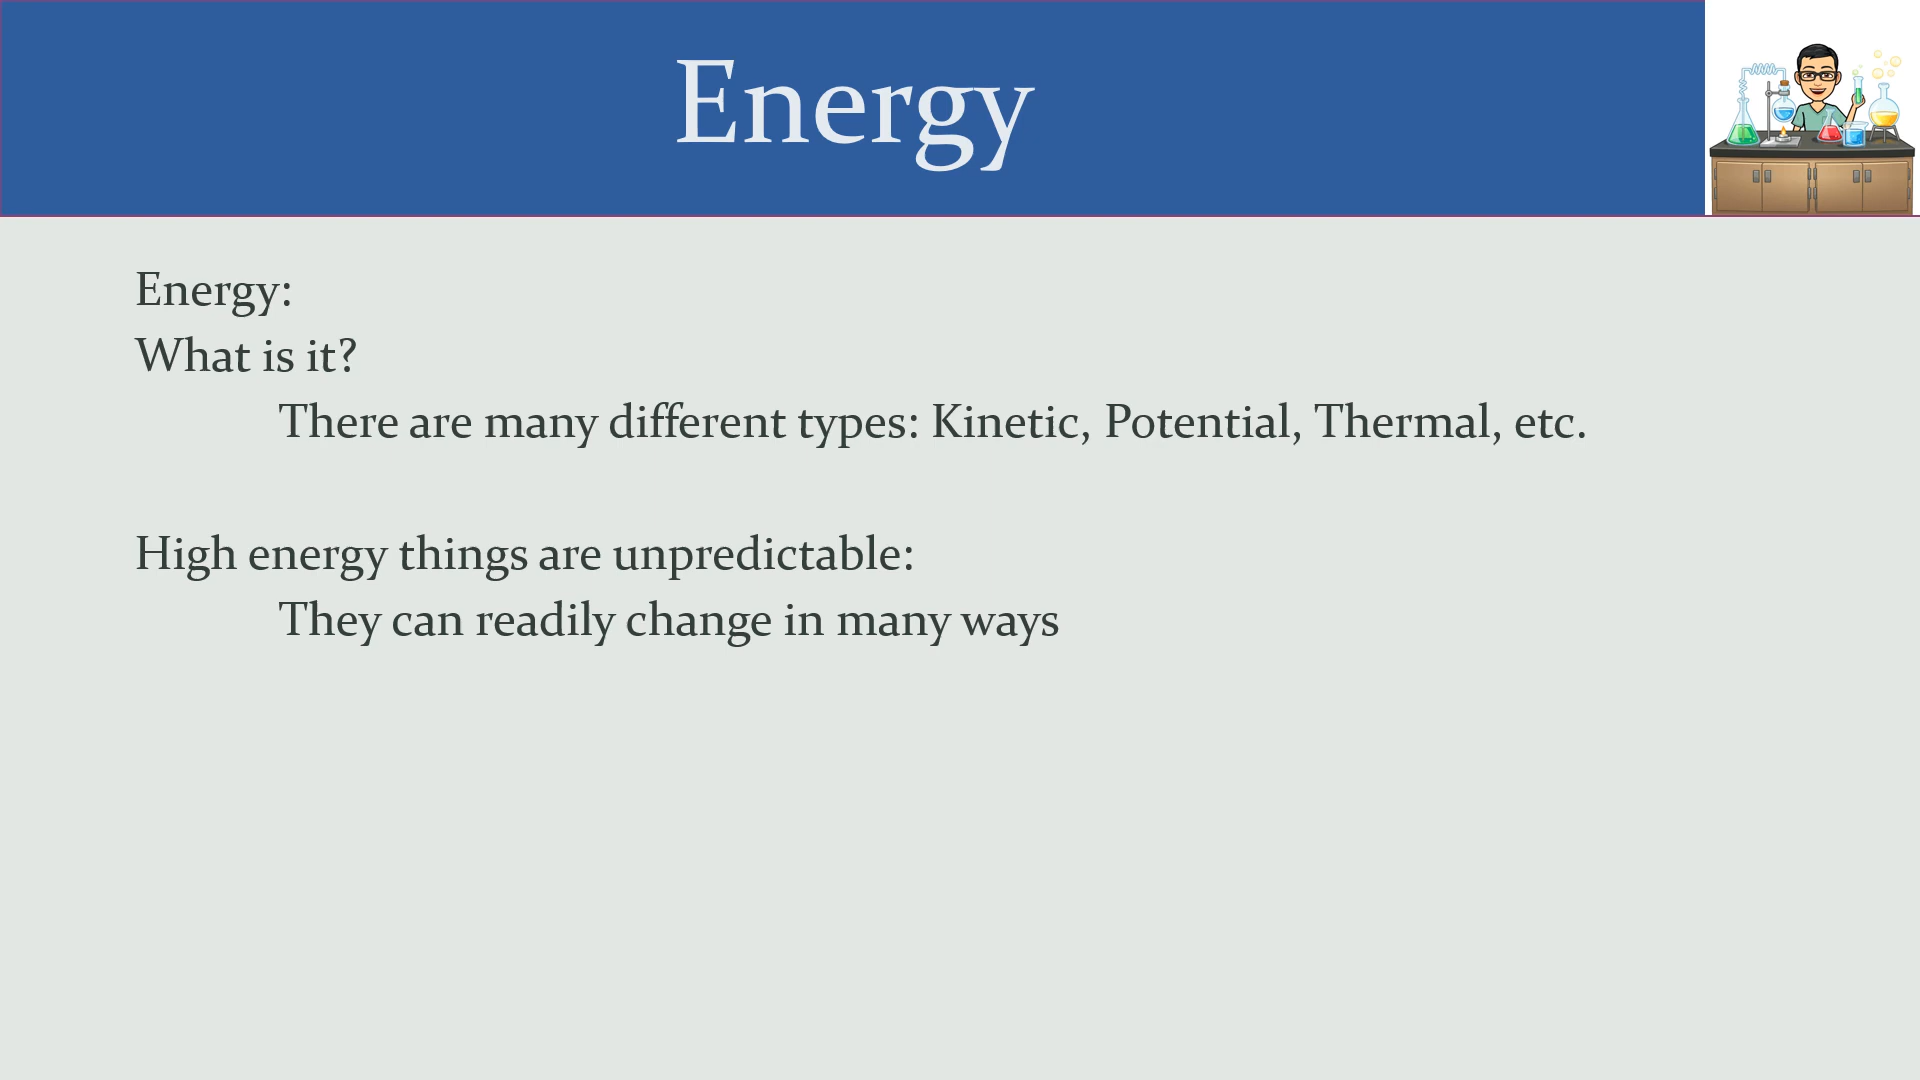 Energy
Energy:
What is it?
There are many different types: Kinetic, Potential, Thermal, etc.
High energy things are unpredictable:
They can readily change in many ways